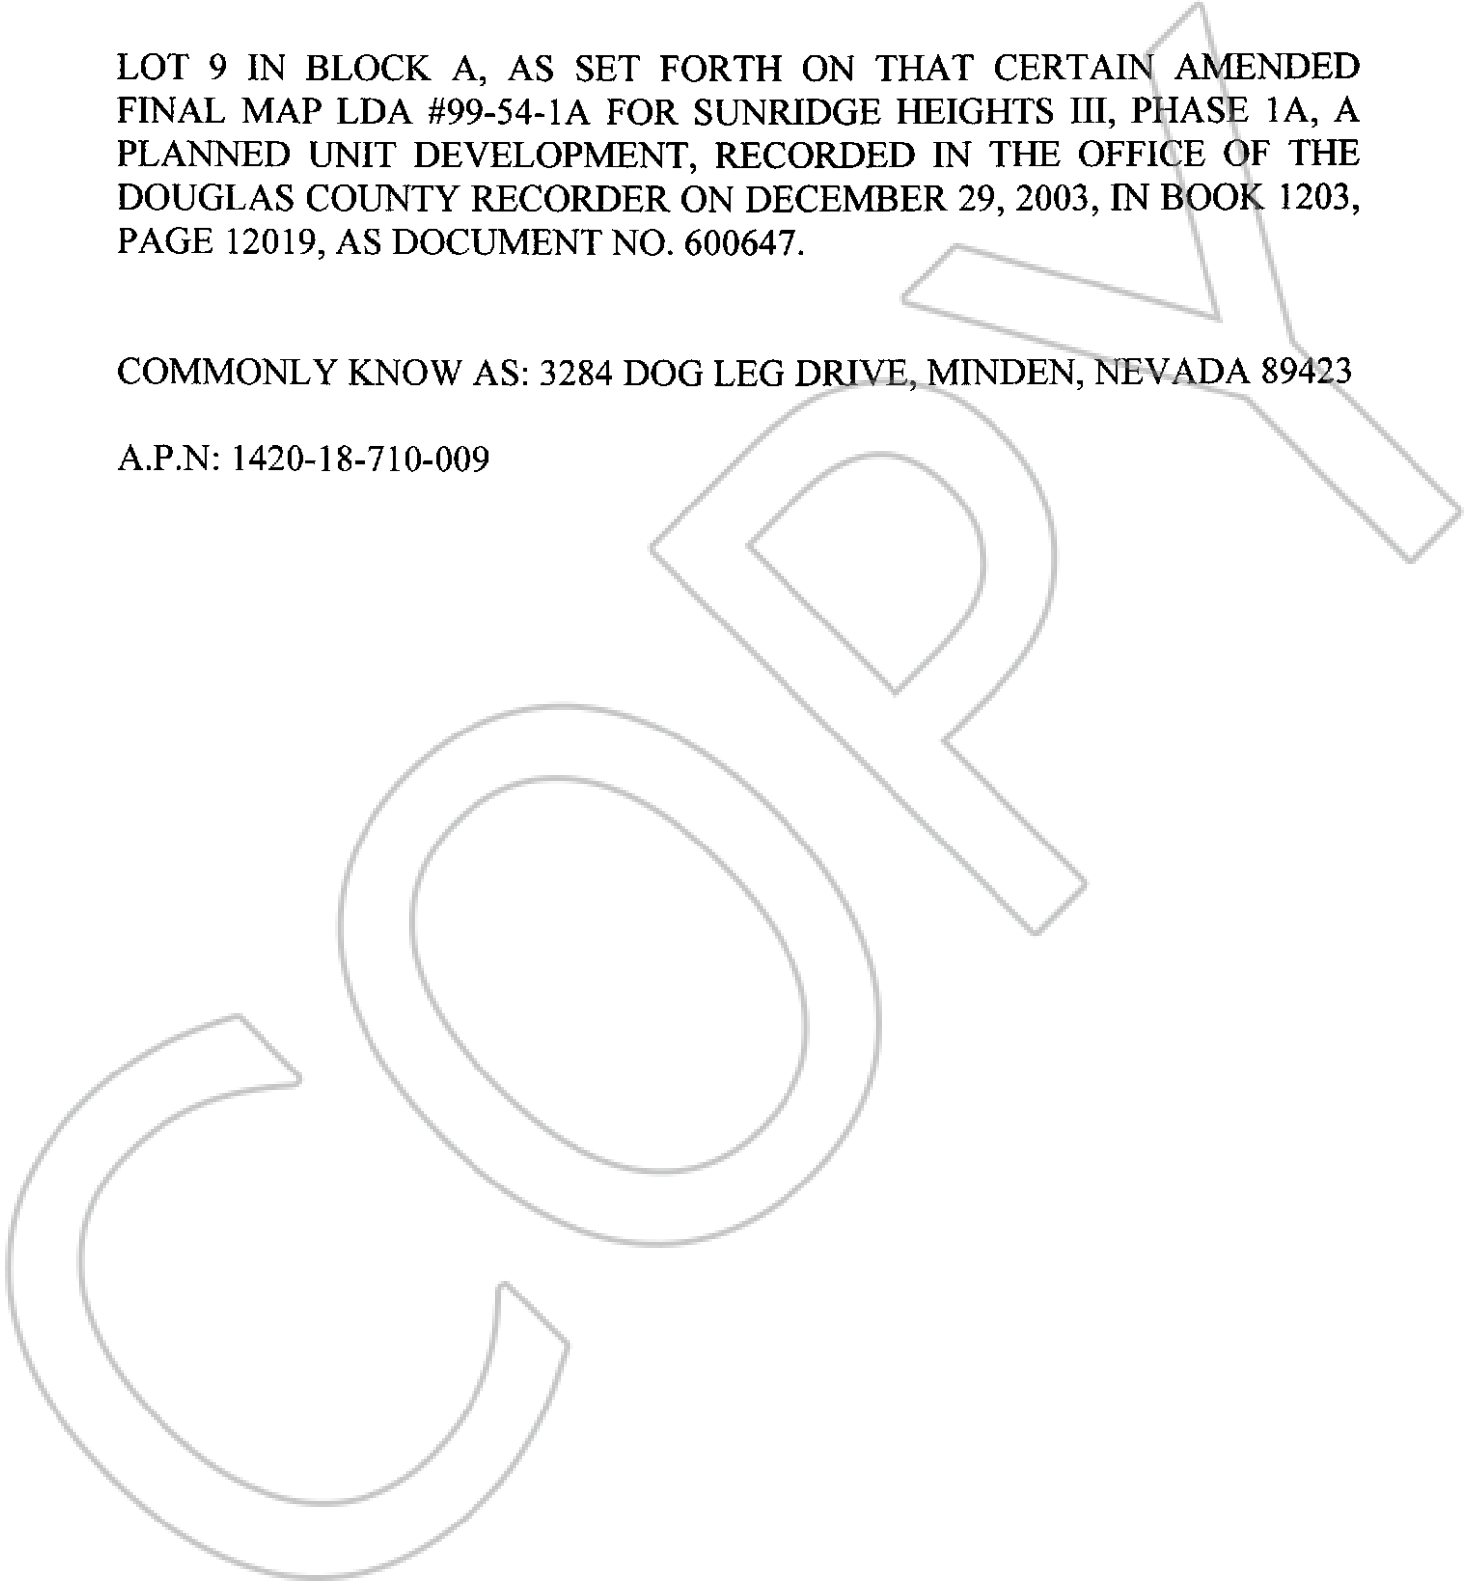 LOT 9 IN BLOCK A, AS SET FORTH ON THAT CERTAIN AMENDED
FINAL MAP LDA #99-54-1A FOR SUNRIDGE HEIGHTS III, PHASE 1A, A
PLANNED UNIT DEVELOPMENT, RECORDED IN THE OFFICE OF THE
DOUGLAS COUNTY RECORDER ON DECEMBER 29, 2003, IN BOOK 1203,
PAGE 12019, AS DOCUMENT NO. 600647.
COMMONLY KNOW AS: 3284 DOG LEG DRIVE, MINDEN, NEVADA 89423
A.P.N: 1420-18-710-009
COPY